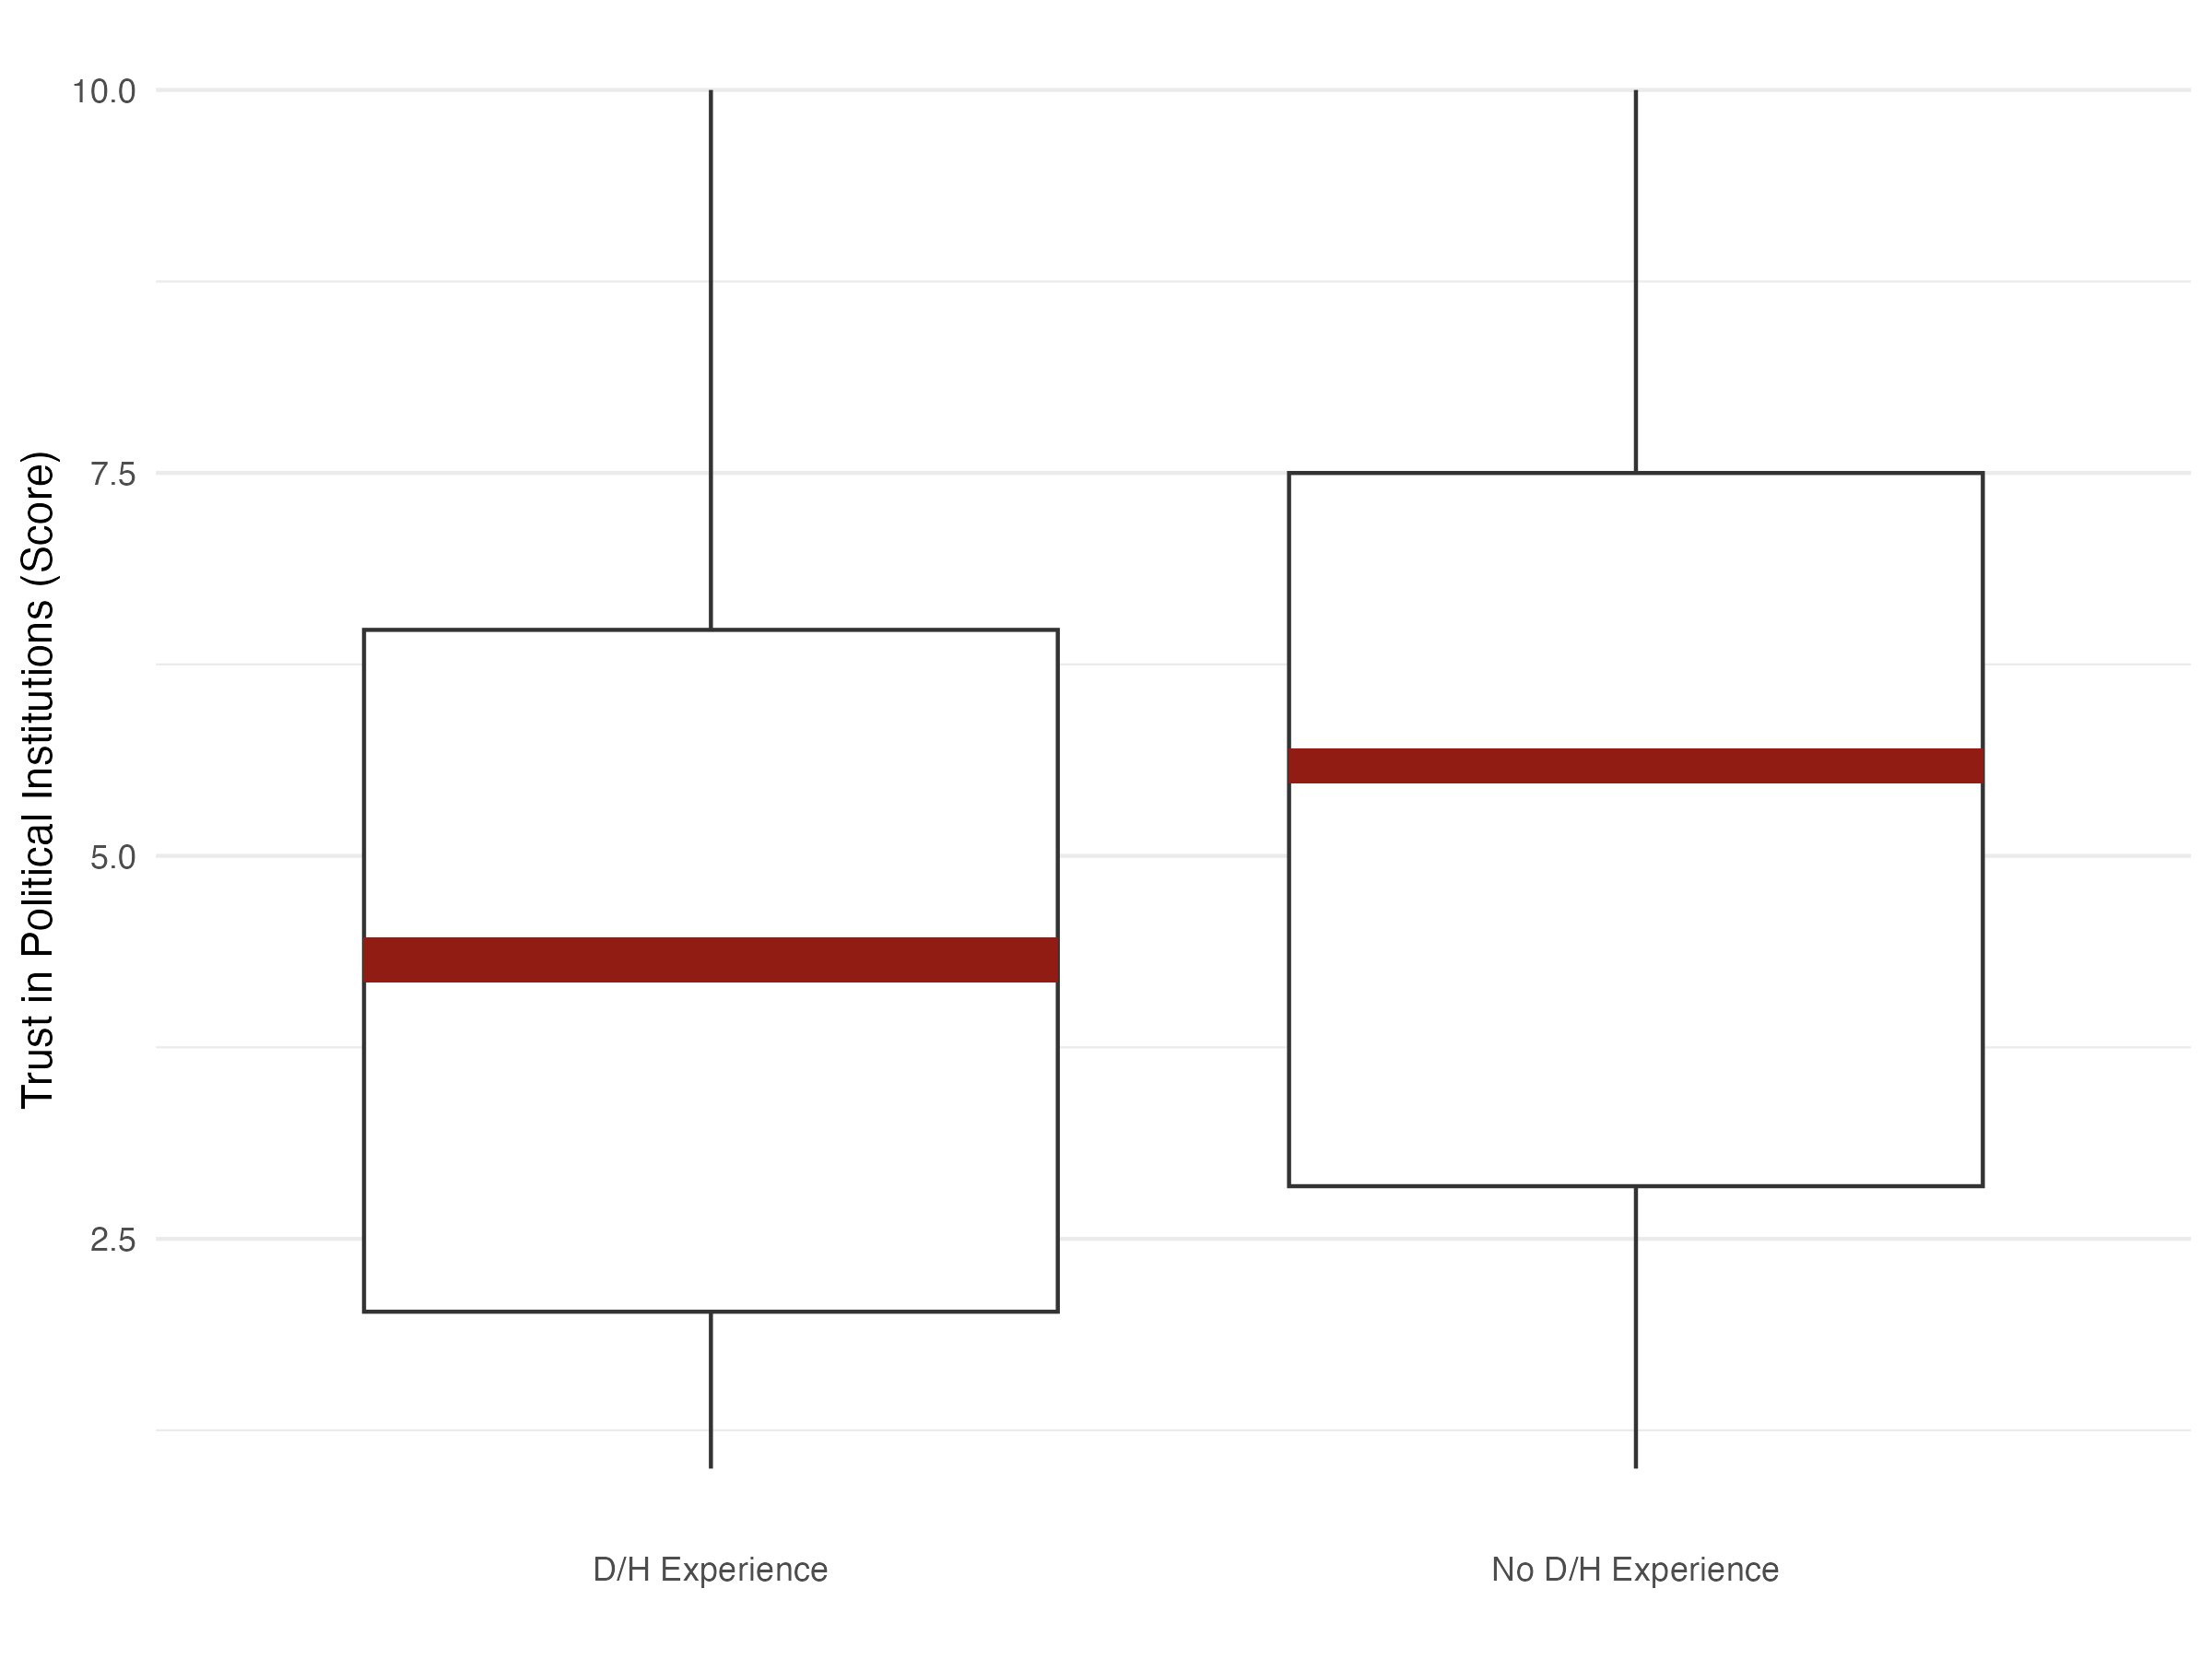 Trust in Political Institutions (Score)
10.0
7.5
5.0
2.5
D/H Experience
No D/H Experience